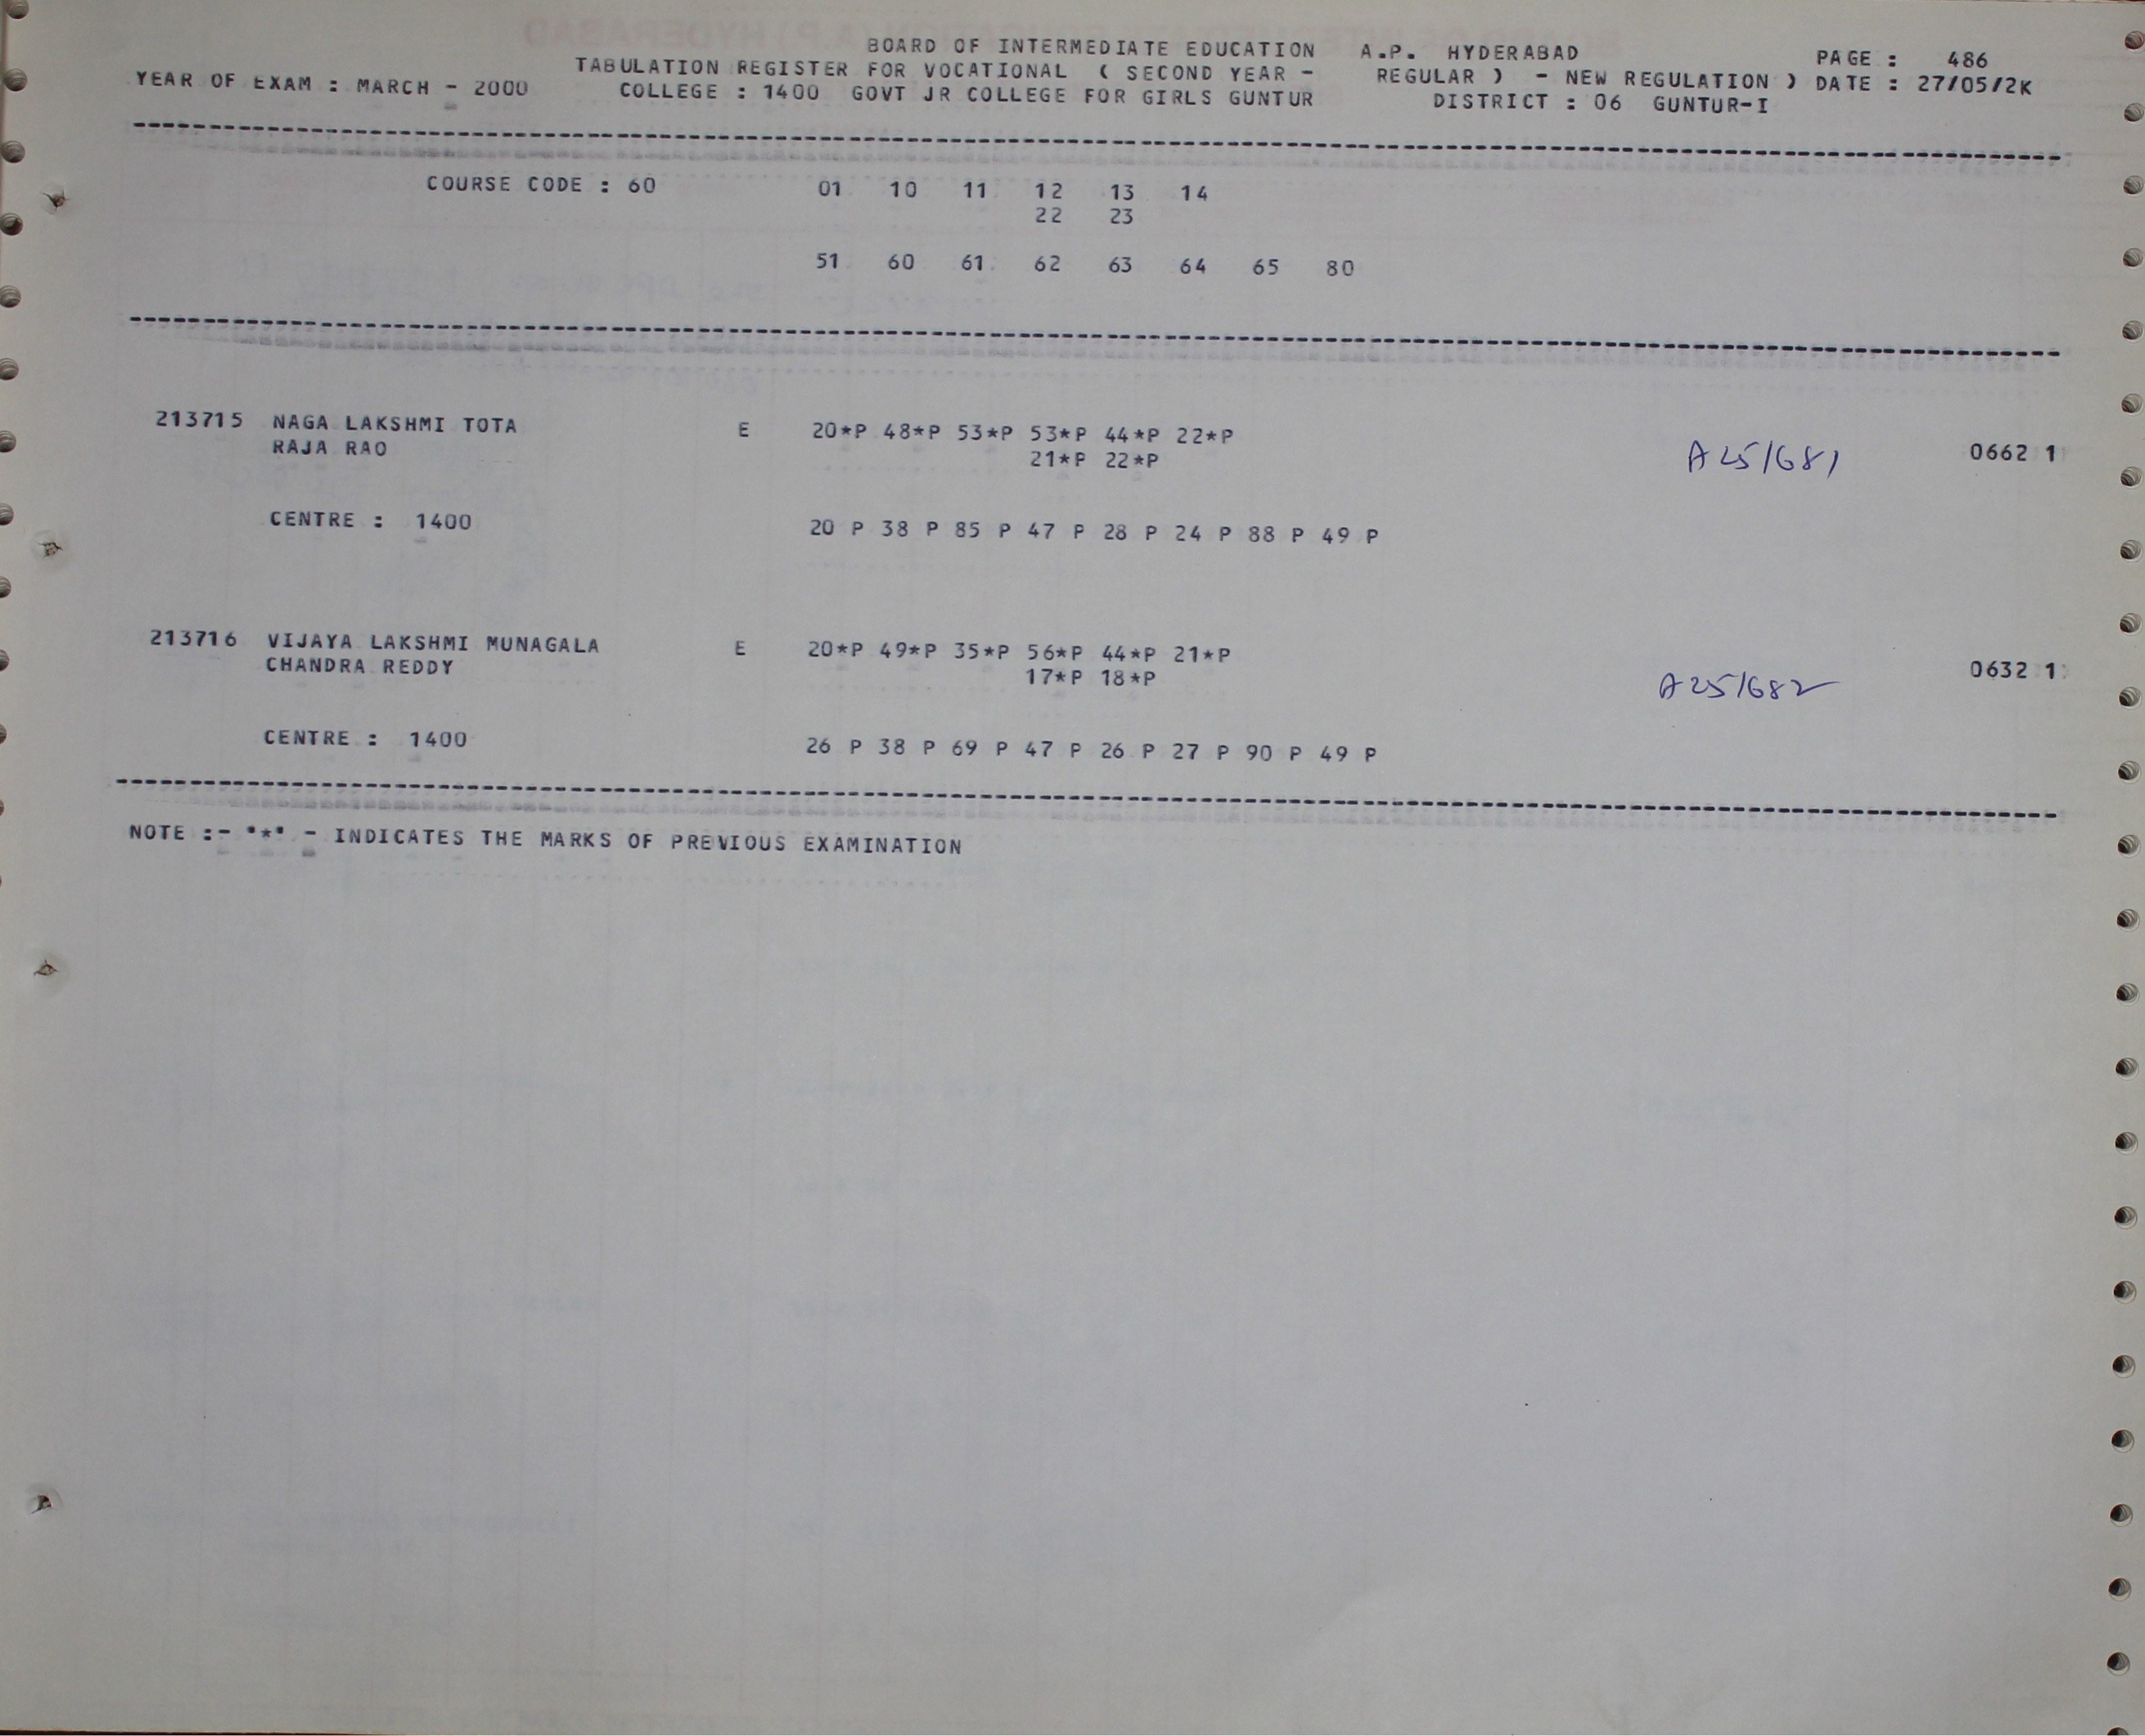 BOARD OF INTERMEDIATE EDUCATION A.P. HYDERABAD PAGE : 486
YEAR OF EXAM : MARCH - 2000 TABULATION REGISTER FOR VOCATIONAL ( SECOND YEAR - REGULAR ) - NEW REGULATION ) DATE : 27/05/2K
COLLEGE : 1400 GOVT JR COLLEGE FOR GIRLS GUNTUR DISTRICT : 06 GUNTUR-I
COURSE CODE : 60 01 10 11 12 13 14
22 23
51 60 61 62 63 64 65 80
213715 NAGA LAKSHMI TOTA E 20*P 48*P 53*P 53*P 44*P 22*P
RAJA RAO 21*P 22*P A251681 0662 1
CENTRE : 1400 20 P 38 P 85 P 47 P 28 P 24 P 88 P 49 P
213716 VIJAYA LAKSHMI MUNAGALA E 20*P 49*P 35*P 56*P 44*P 21*P
CHANDRA REDDY 17*P 18*P A251682 0632 1
CENTRE : 1400 26 P 38 P 69 P 47 P 26 P 27 P 90 P 49 P
NOTE :- "*" - INDICATES THE MARKS OF PREVIOUS EXAMINATION